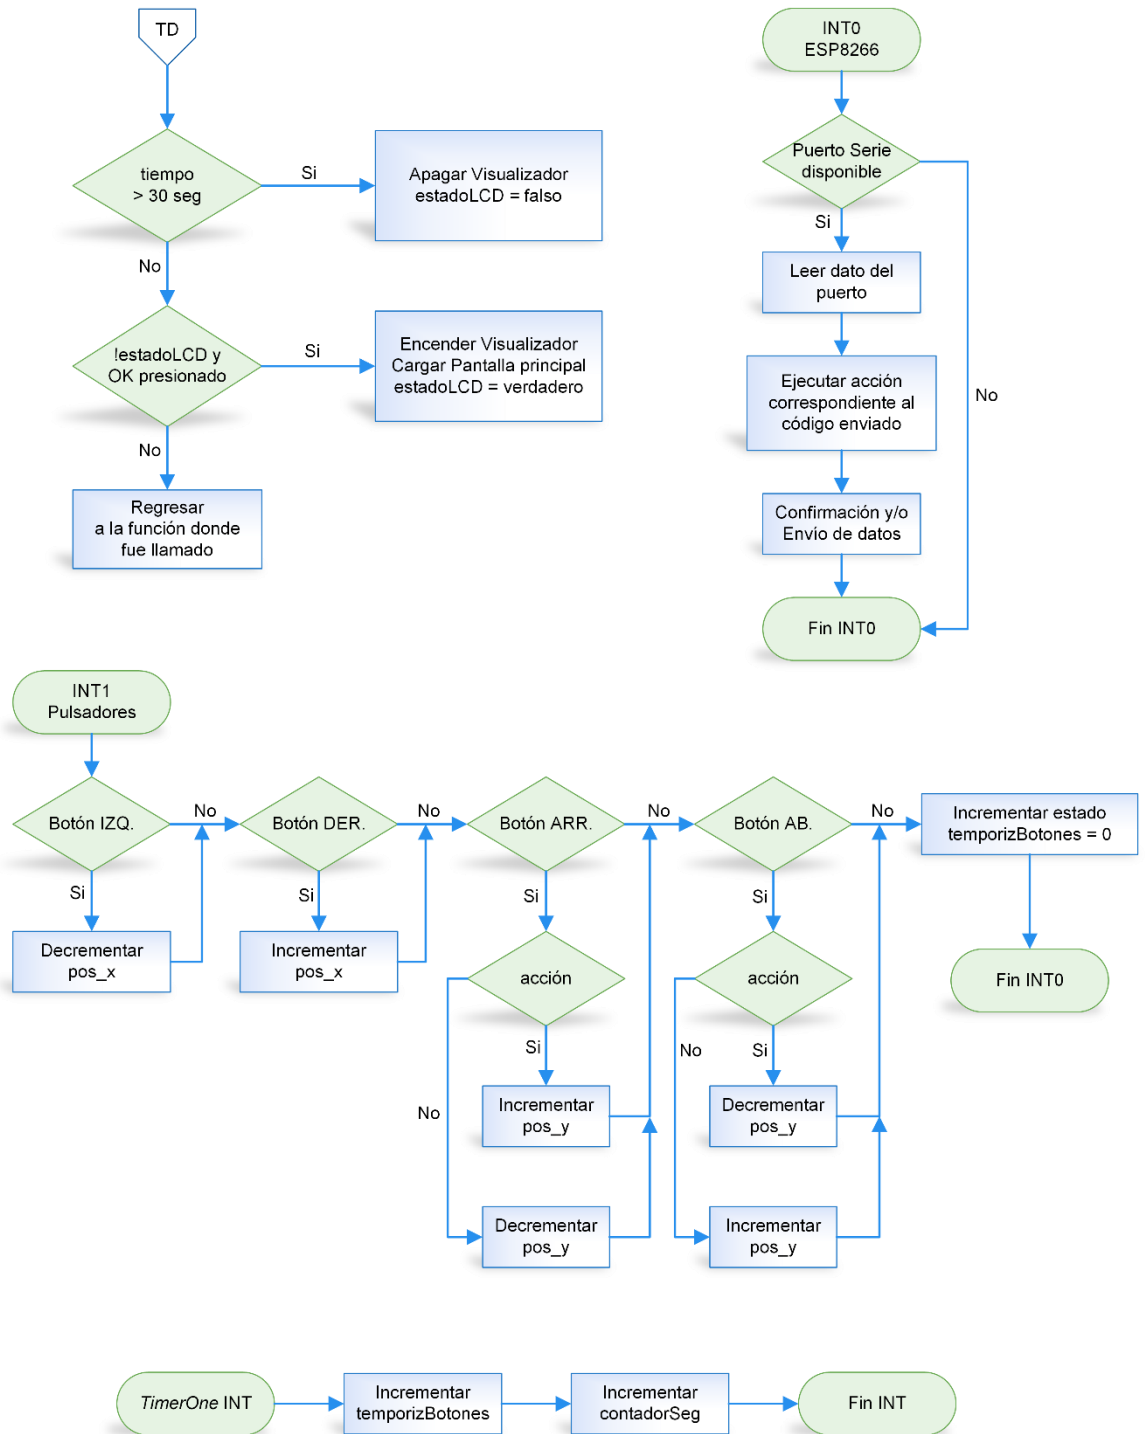 TD
tiempo
> 30 seg
Si
Apagar Visualizador
estadoLCD = falso
No
!estadoLCD y
OK presionado
Si
Encender Visualizador
Cargar Pantalla principal
estadoLCD = verdadero
No
Regresar
a la función donde
fue llamado
INT0
ESP8266
Puerto Serie
disponible
Si
No
Leer dato del
puerto
Ejecutar acción
correspondiente al
código enviado
Confirmación y/o
Envío de datos
Fin INT0
INT1
Pulsadores
Botón IZQ.
No
Si
Decrementar
pos_x
Botón DER.
No
Si
Incrementar
pos_x
Botón ARR.
No
Si
acción
Si
No
Incrementar
pos_y
Decrementar
pos_y
Botón AB.
No
Si
acción
No
Si
Decrementar
pos_y
Incrementar
pos_y
Incrementar estado
temporizBotones = 0
Fin INT0
TimerOne INT
Incrementar
temporizBotones
Incrementar
contadorSeg
Fin INT